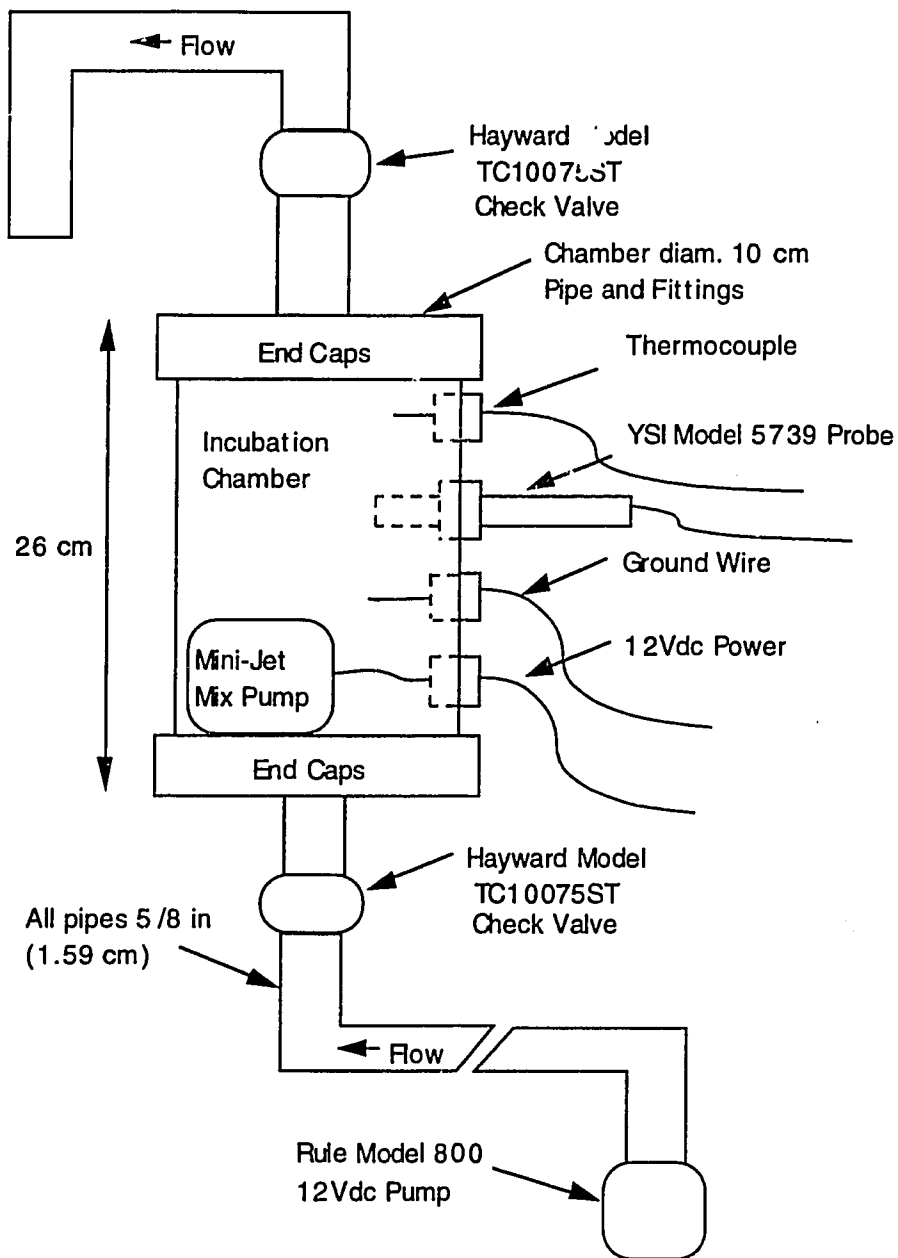 Flow
Hayward
TC10075ST
Check Valve
Chamber diam. 10 cm
Pipe and Fittings
End Caps
Thermocouple
Incubation
Chamber
YSI Model 5739 Probe
26 cm
Ground Wire
Mini-Jet
Mix Pump
12Vdc Power
End Caps
Hayward Model
TC10075ST
Check Valve
All pipes 5/8 in
(1.59 cm)
Flow
Rule Model 800
12Vdc Pump